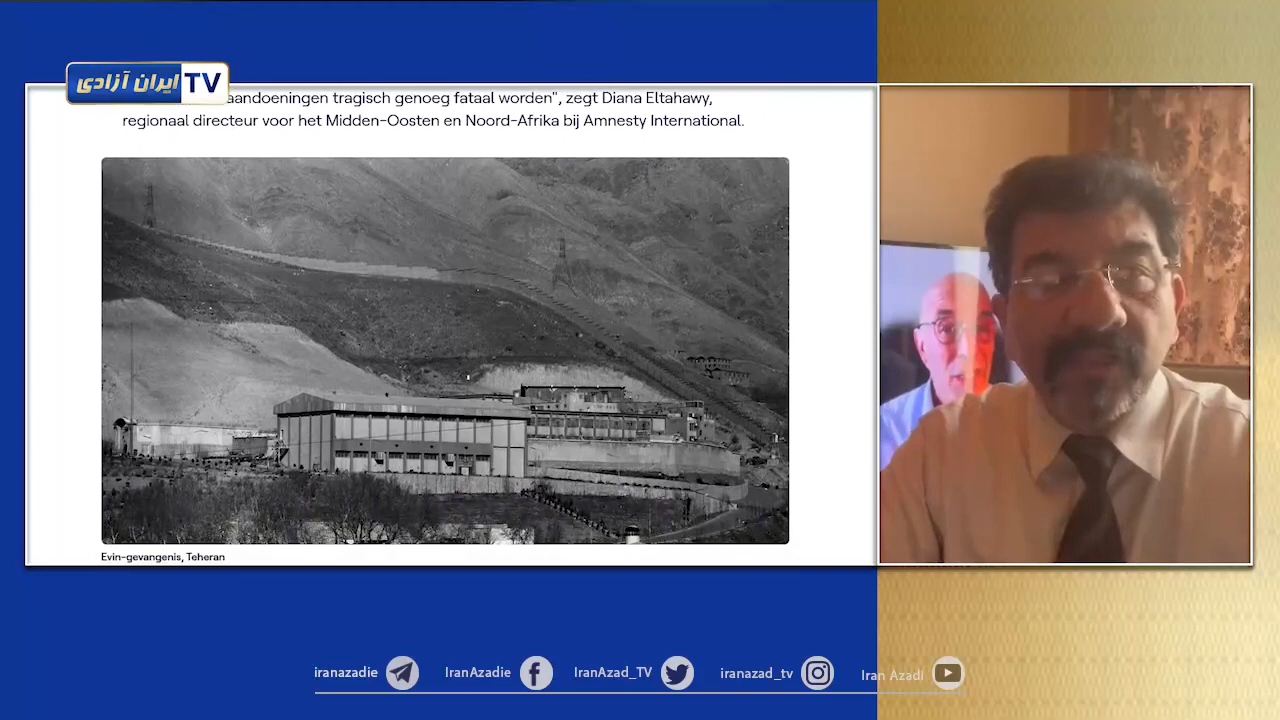 ایران آزادی TV
aandoeningen tragisch genoeg fataal worden", zegt Diana Eltahawy,
regionaal directeur voor het Midden-Oosten en Noord-Afrika bij Amnesty International.
Evin-gevangenis, Teheran
iranazadie IranAzadie IranAzad_TV iranazad_tv Iran Azadi